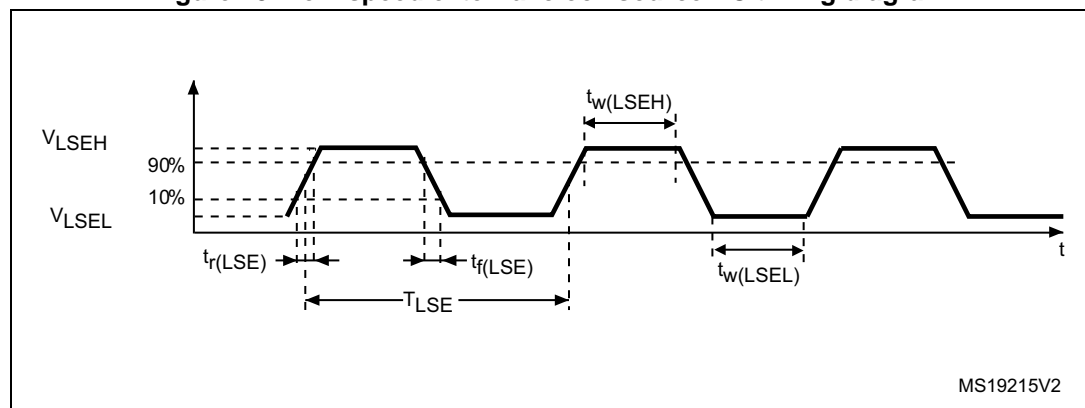 V_LSEH
90%
10%
V_LSEL
t_w(LSEH)
t_r(LSE)
t_f(LSE)
T_LSE
t_w(LSEL)
t
MS19215V2